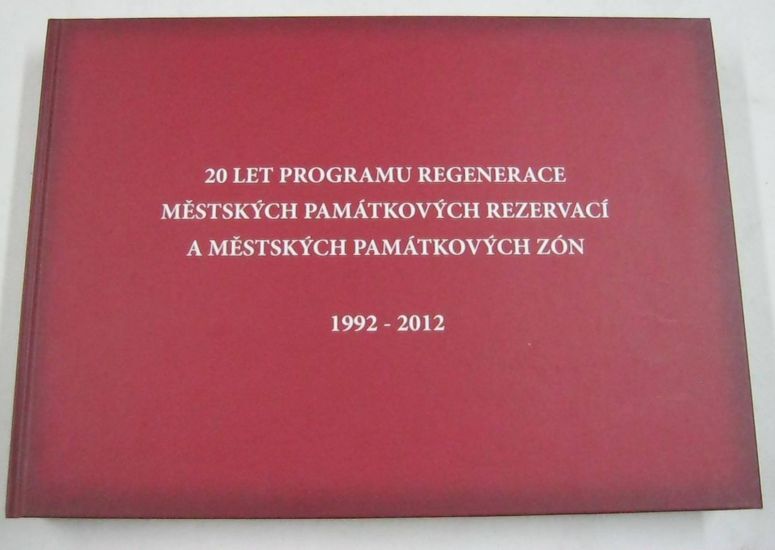 20 LET PROGRAMU REGENERACE
MĚSTSKÝCH PAMÁTKOVÝCH REZERVACÍ
A MĚSTSKÝCH PAMÁTKOVÝCH ZÓN
1992 - 2012